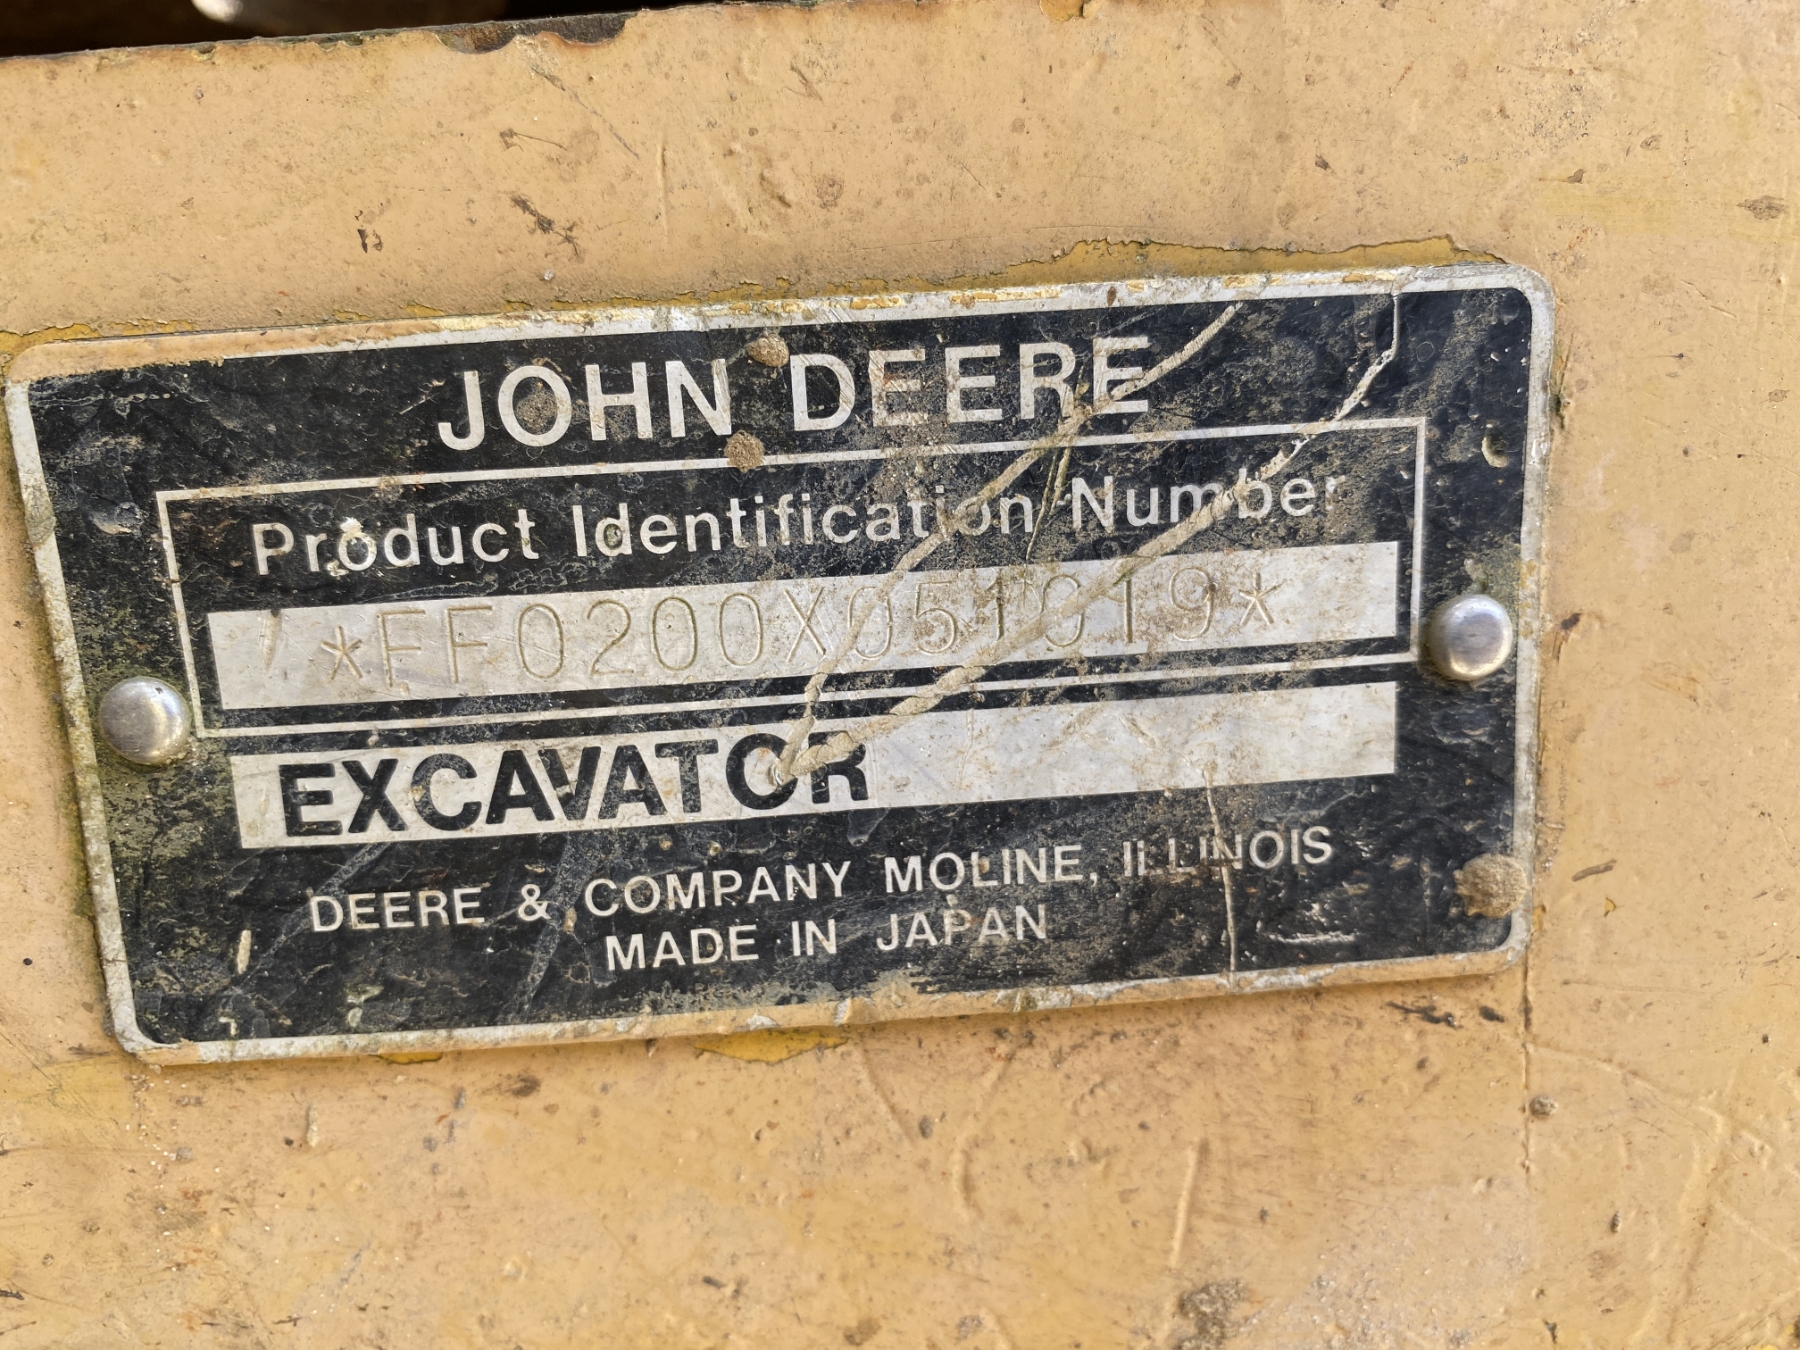 JOHN DEERE
Product Identification Number
*FF0200X051019*
EXCAVATOR
DEERE & COMPANY MOLINE, ILLINOIS
MADE IN JAPAN